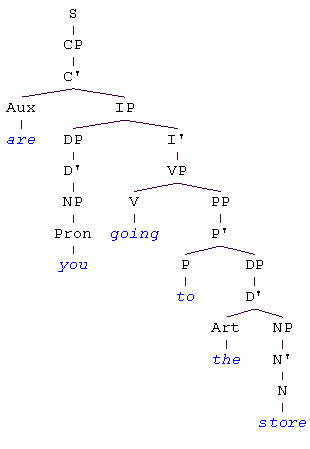 S
CP
C'
Aux IP
are DP I'
D' VP
NP V PP
Pron going P'
you P DP
to D'
Art NP
the N'
N
store